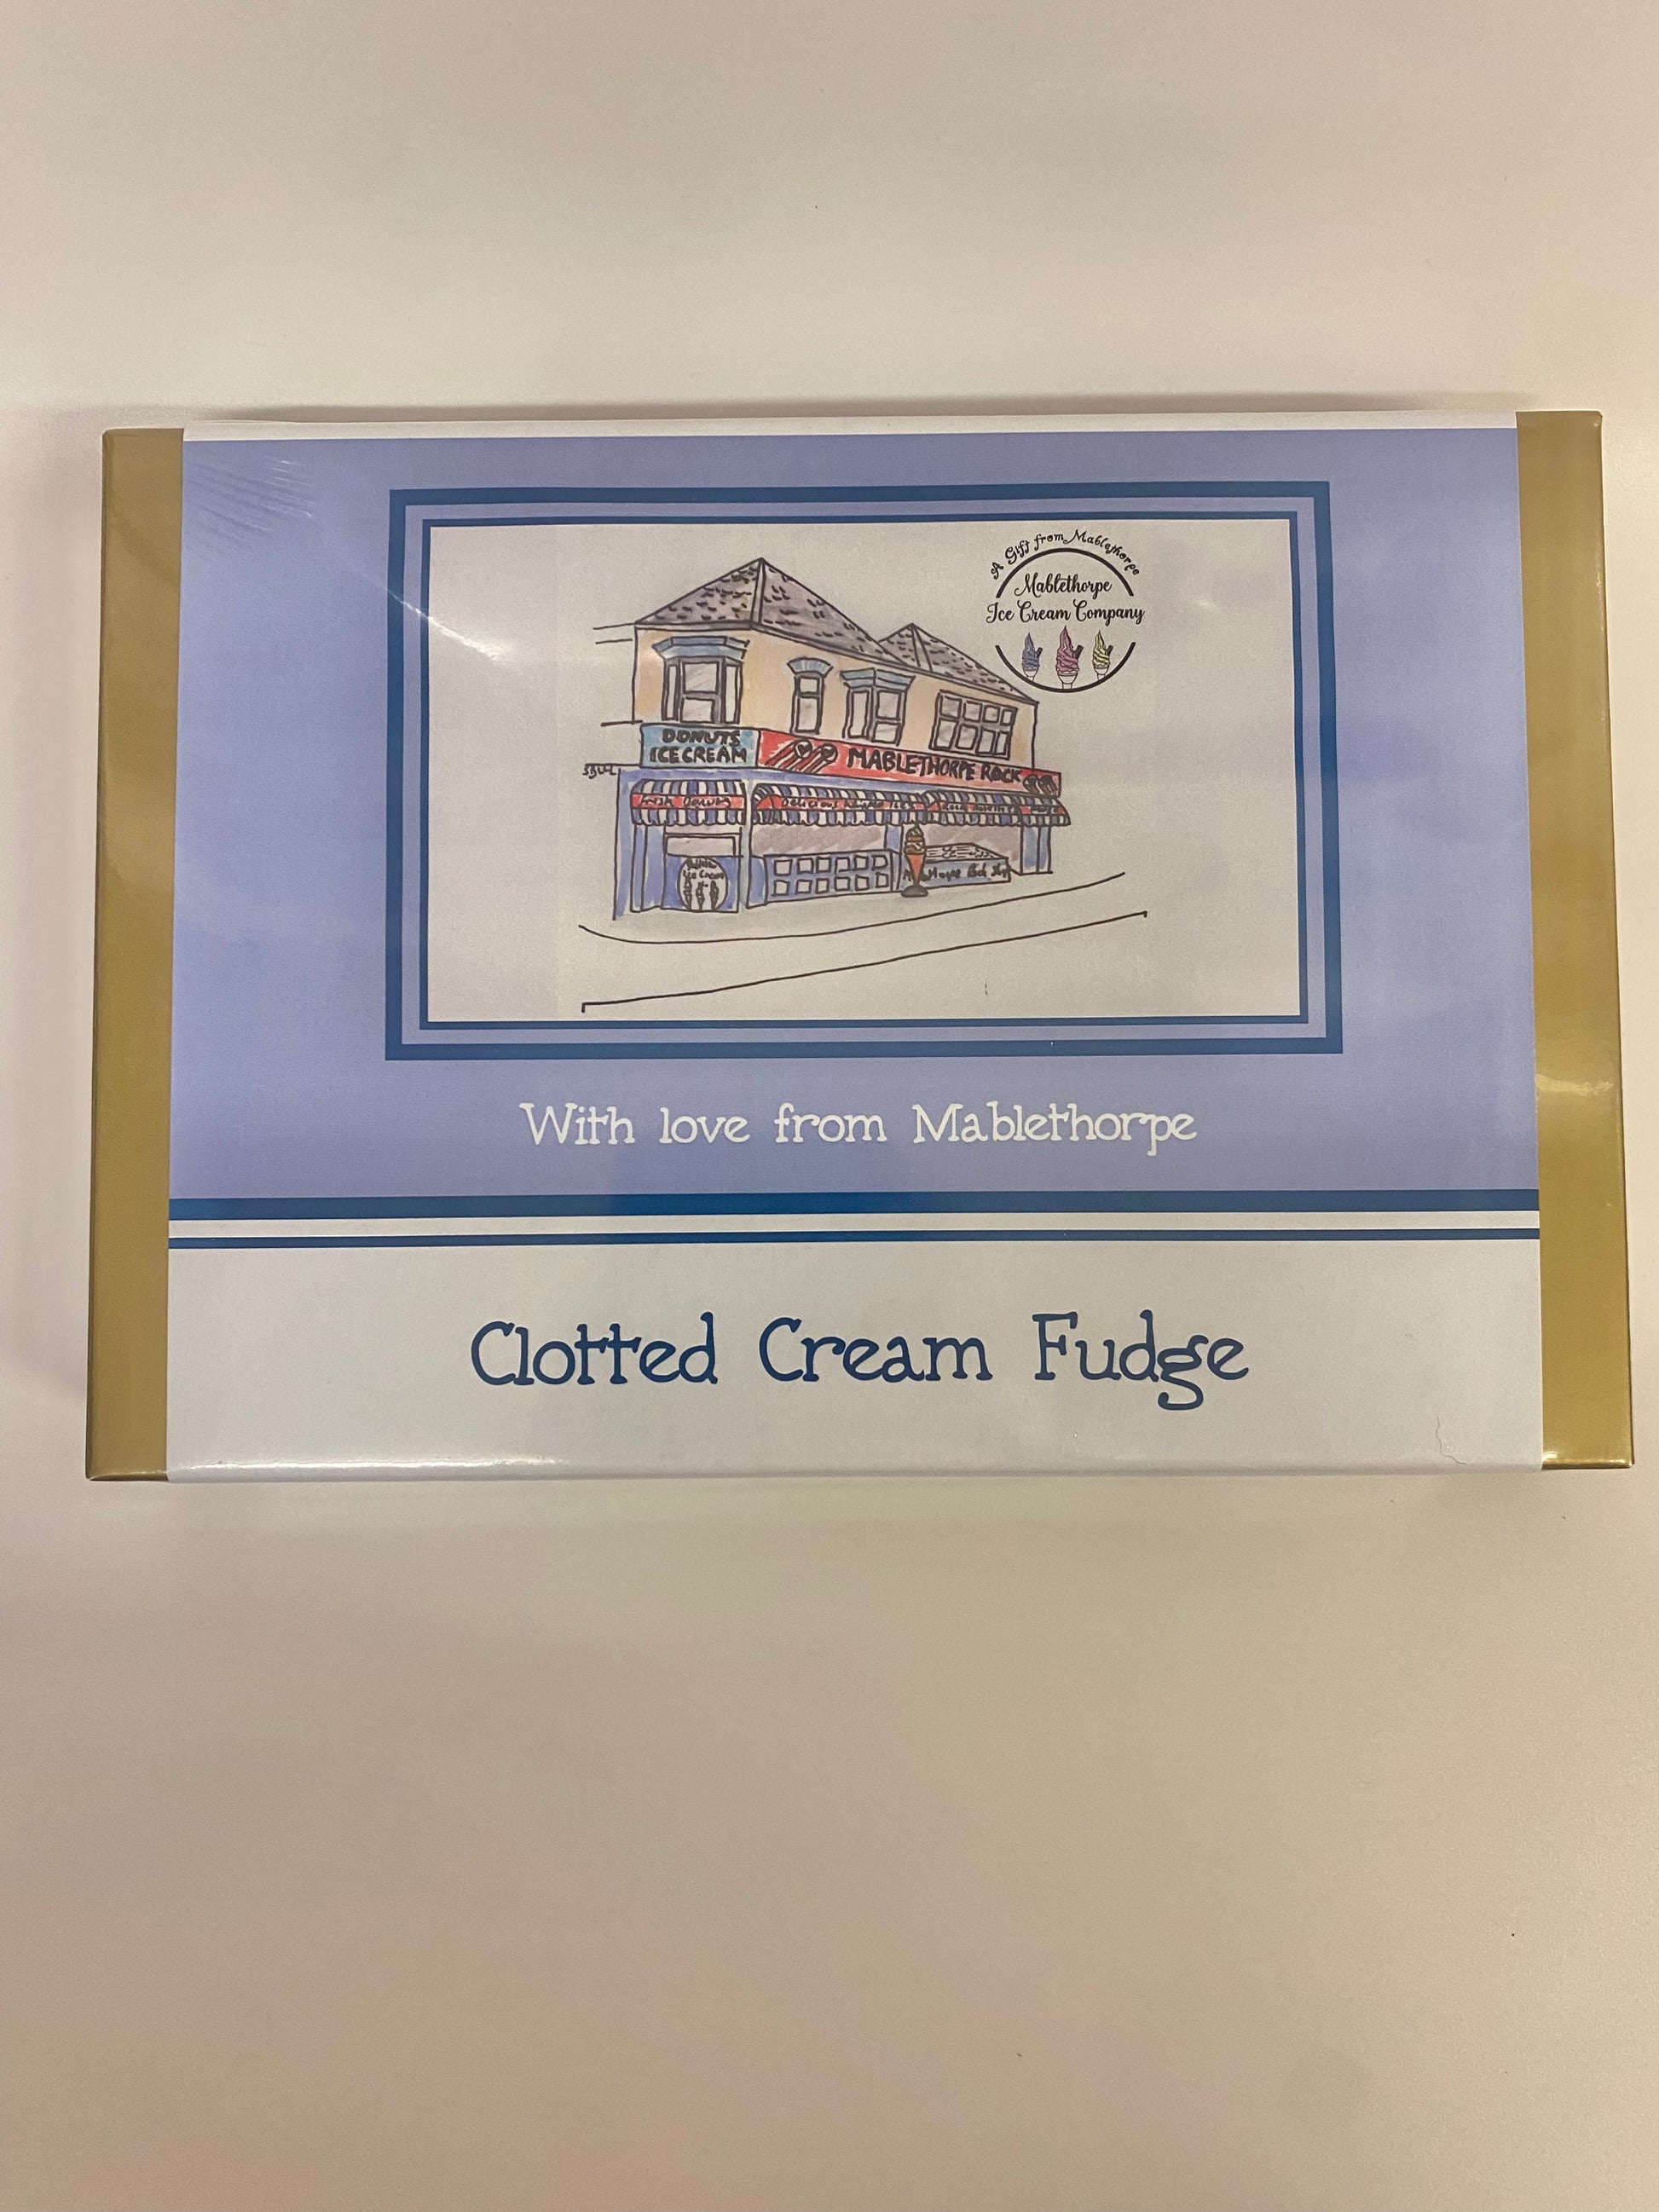 A Gift from Mablethorpe
Mablethorpe
Ice Cream Company
DONUTS
ICE CREAM
MABLETHORPE ROCK
With love from Mablethorpe
Clotted Cream Fudge